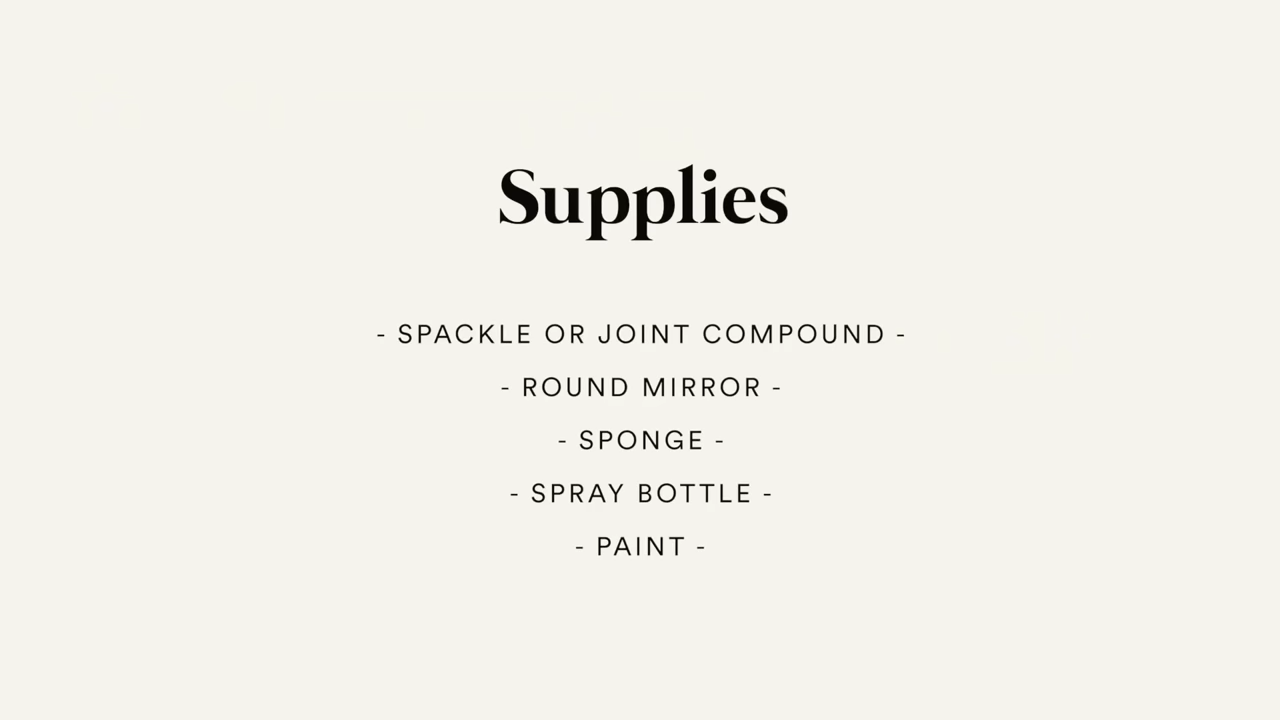 Supplies
- SPACKLE OR JOINT COMPOUND -
- ROUND MIRROR -
- SPONGE -
- SPRAY BOTTLE -
- PAINT -